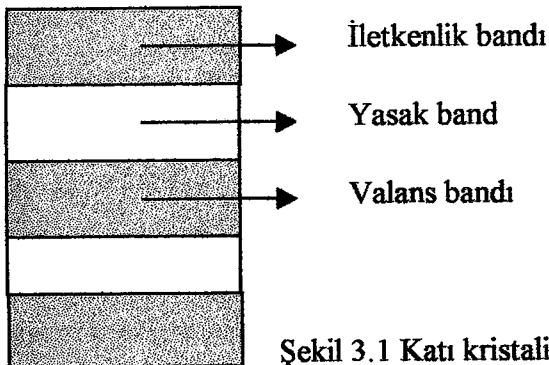 İletkenlik bandı
Yasak band
Valans bandı
Şekil 3.1 Katı kristali